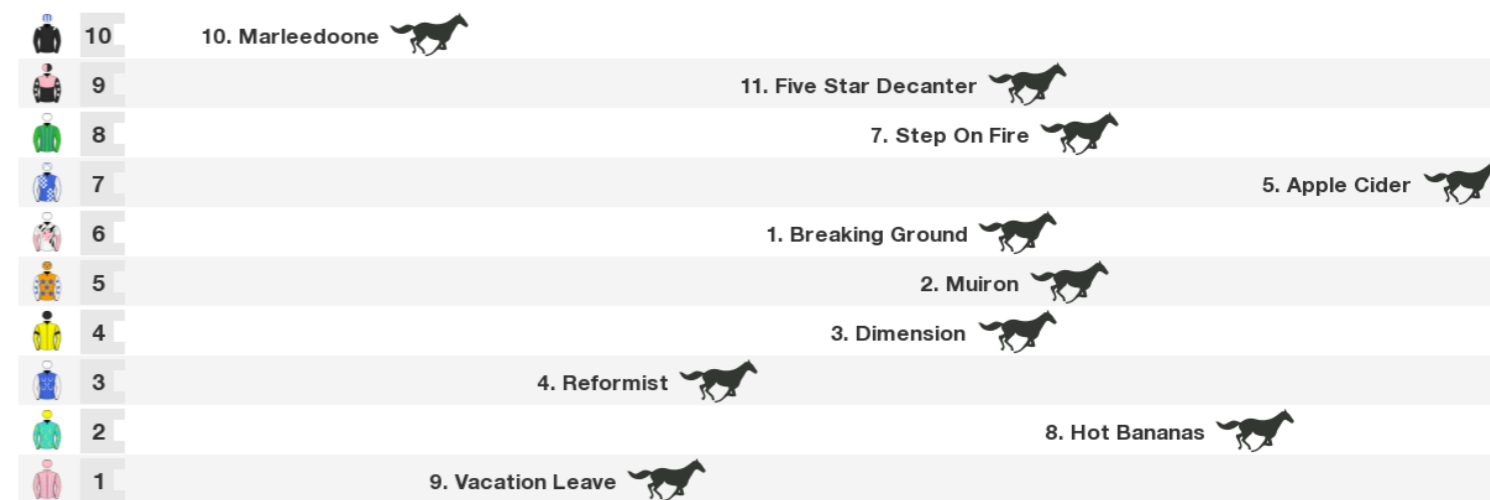 10 10. Marleedoone
9 11. Five Star Decanter
8 7. Step On Fire
7 5. Apple Cider
6 1. Breaking Ground
5 2. Muiron
4 3. Dimension
3 4. Reformist
2 8. Hot Bananas
1 9. Vacation Leave